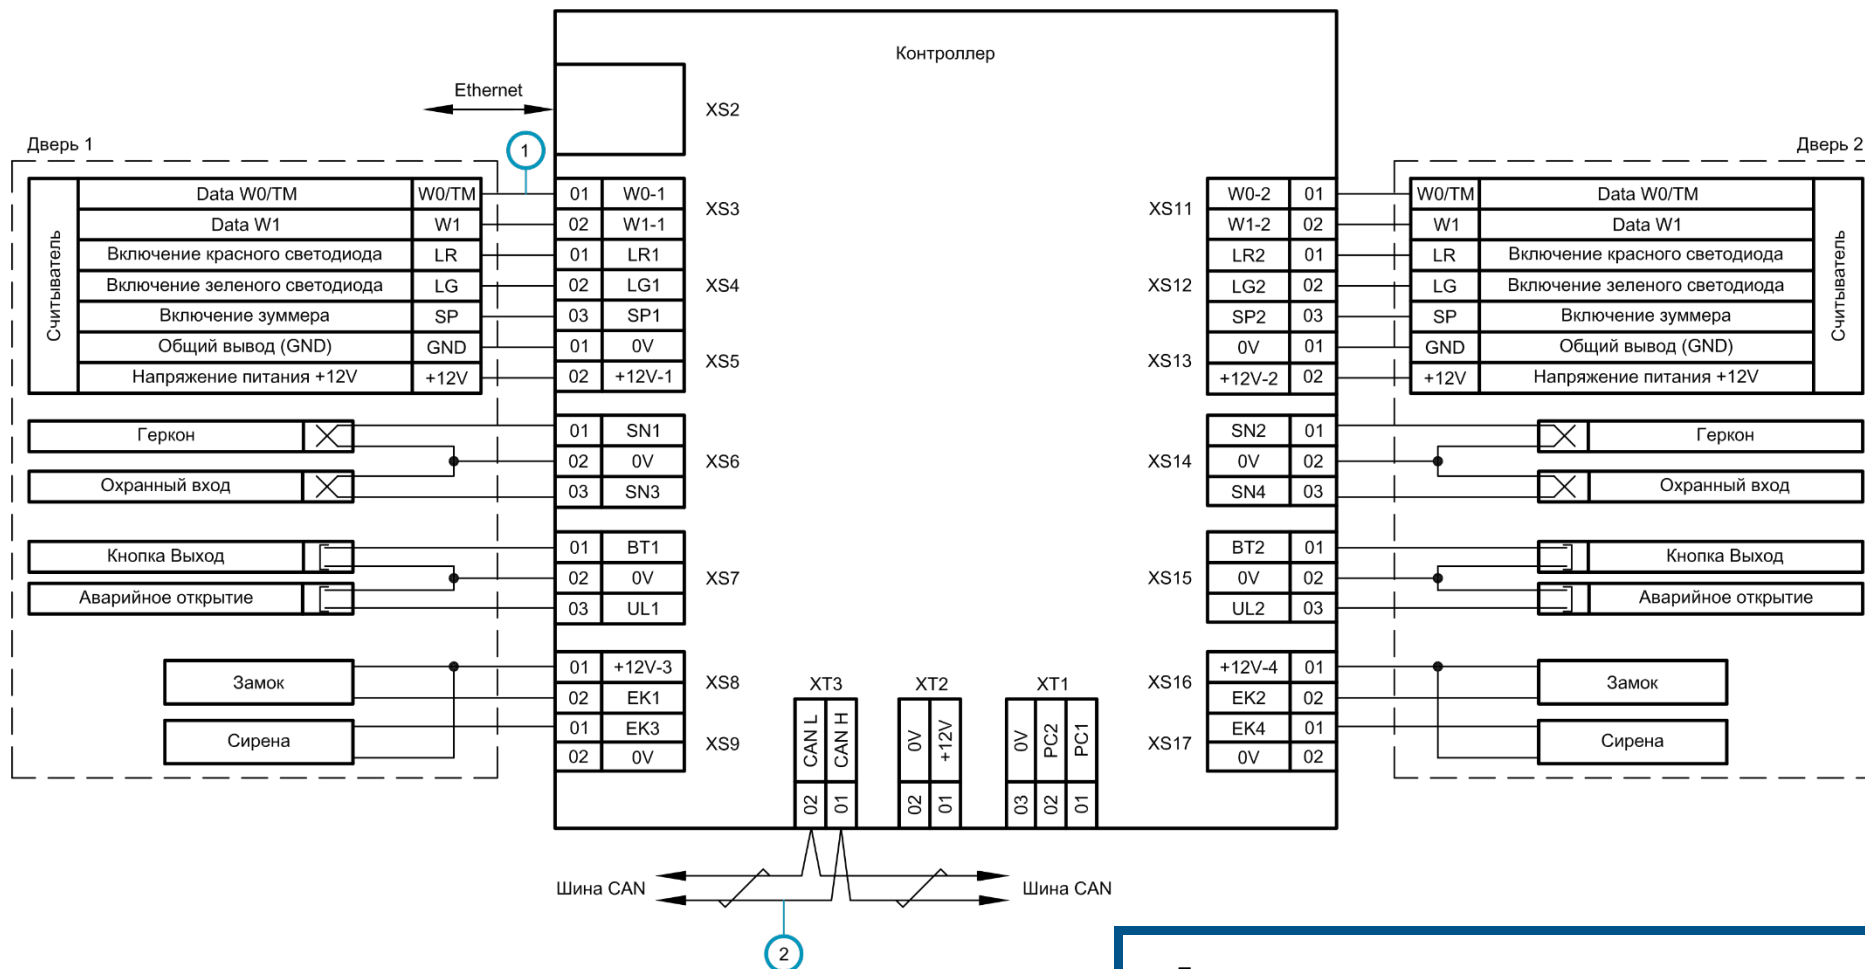 Контроллер
Ethernet
XS2
Дверь 1
1
Считыватель
Data W0/TM W0/TM 01 W0-1
Data W1 W1 02 W1-1
XS3
Включение красного светодиода LR 01 LR1
Включение зеленого светодиода LG 02 LG1
XS4
Включение зуммера SP 03 SP1
Общий вывод (GND) GND 01 0V
XS5
Напряжение питания +12V +12V 02 +12V-1
Геркон 01 SN1
02 0V XS6
Охранный вход 03 SN3
Кнопка Выход 01 BT1
02 0V XS7
Аварийное открытие 03 UL1
Замок
01 +12V-3
XS8
02 EK1
Сирена
01 EK3
XS9
02 0V
XT3 XT2 XT1
CAN L CAN H 0V +12V 0V PC2 PC1
02 01 02 01 03 02 01
Шина CAN Шина CAN
2
Дверь 2
XS11
W0-2 01 W0/TM Data W0/TM
W1-2 02 W1 Data W1
XS12
LR2 01 LR Включение красного светодиода
LG2 02 LG Включение зеленого светодиода
SP2 03 SP Включение зуммера
XS13
0V 01 GND Общий вывод (GND)
+12V-2 02 +12V Напряжение питания +12V
Считыватель
SN2 01 Геркон
XS14 0V 02
SN4 03 Охранный вход
BT2 01 Кнопка Выход
XS15 0V 02
UL2 03 Аварийное открытие
XS16
+12V-4 01
EK2 02
Замок
XS17
EK4 01
0V 02
Сирена